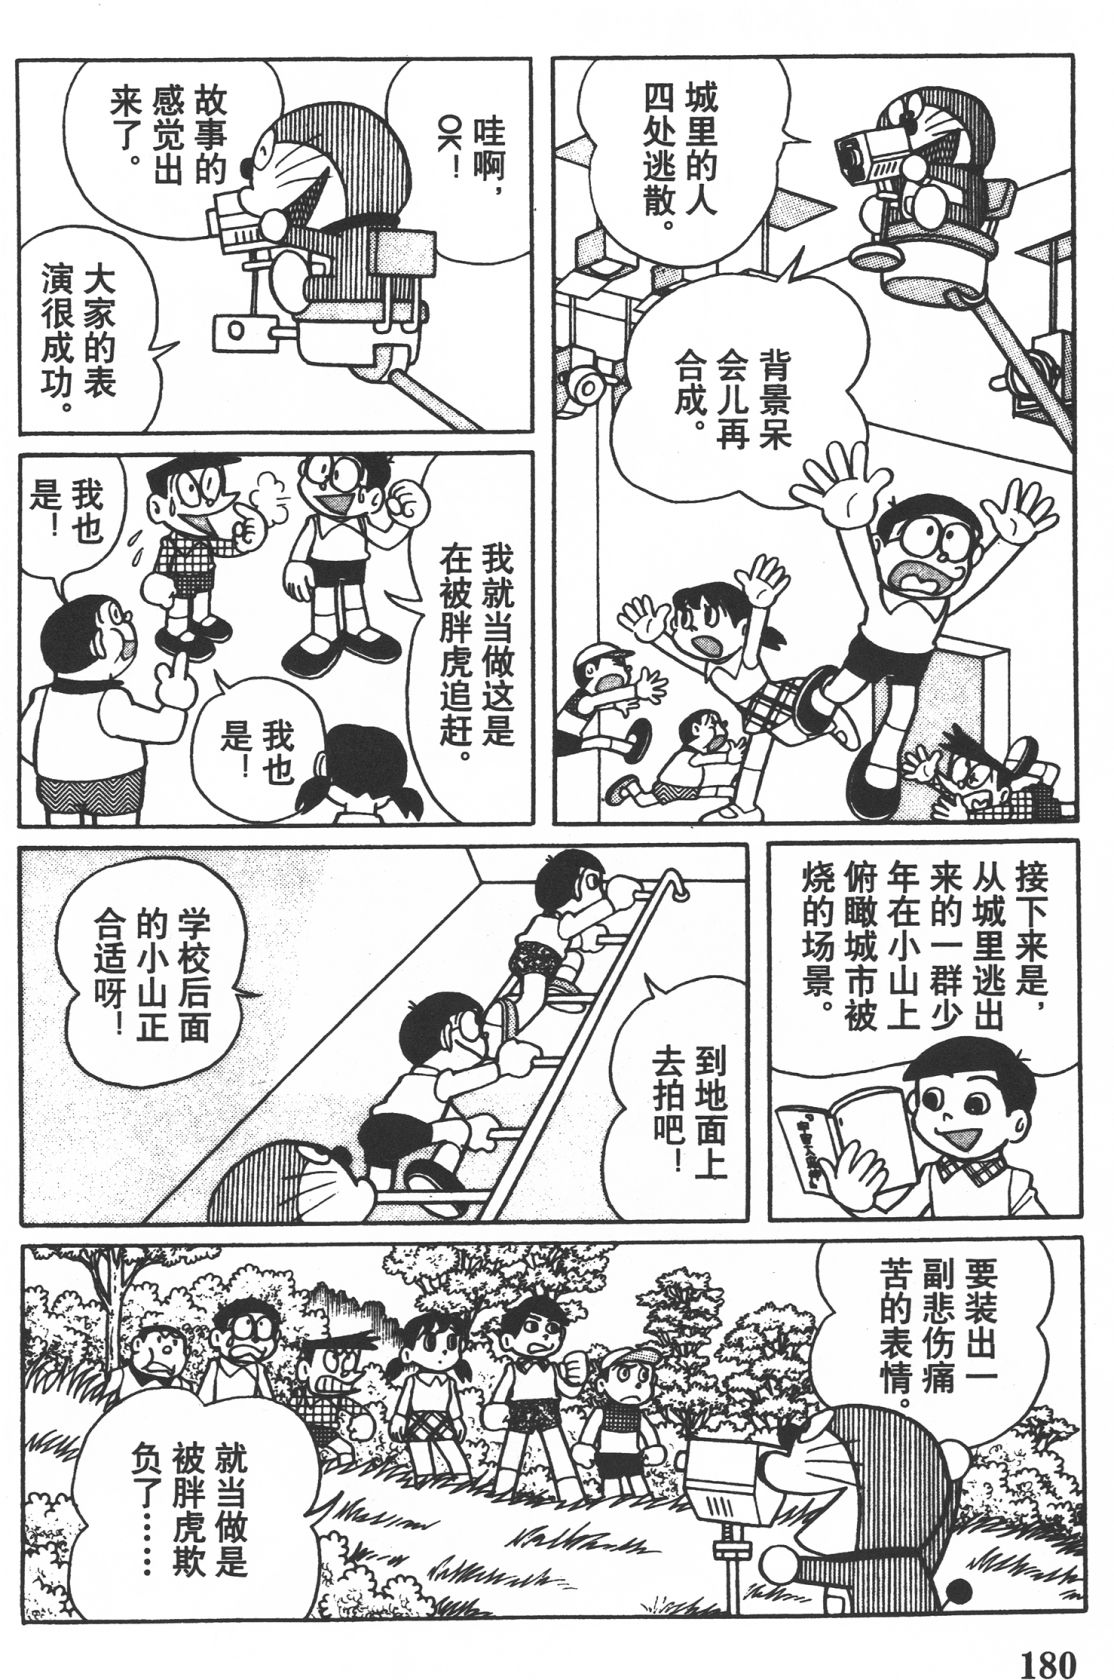 城里的人
四处逃散。
背景呆
会儿再
合成。
哇啊，
OK！
故事的
感觉出
来了。
大家的表
演很成功。
我就当做这是
在被胖虎追赶。
我也
是！
我也
是！
接下来是，
从城里逃出
来的一群少
年在小山上
俯瞰城市被
烧的场景。
到地面上
去拍吧！
学校后面
的小山正
合适呀！
要装出一
副悲伤痛
苦的表情。
就当做是
被胖虎欺
负了……
180